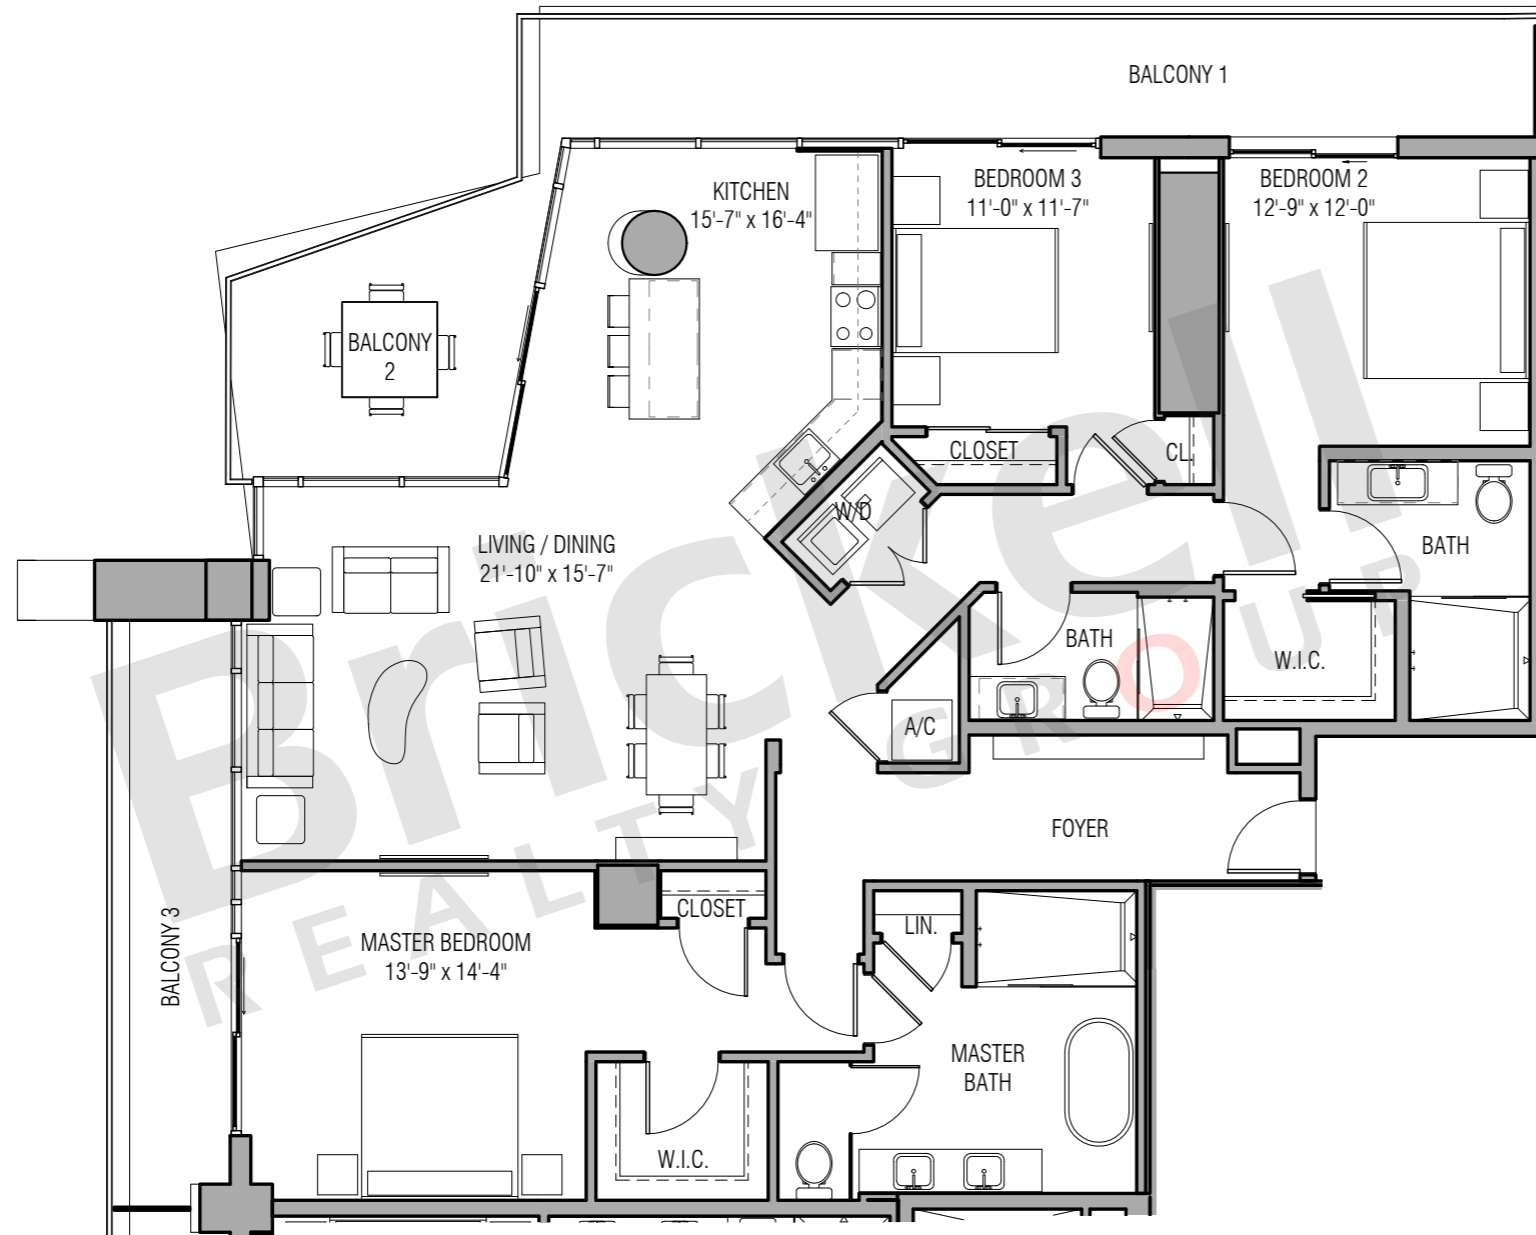 BALCONY 1
KITCHEN
15'-7" x 16'-4"
BEDROOM 3
11'-0" x 11'-7"
BEDROOM 2
12'-9" x 12'-0"
BALCONY
2
CLOSET
CL.
W/D
LIVING / DINING
21'-10" x 15'-7"
BATH
BATH
W.I.C.
A/C
FOYER
BALCONY 3
CLOSET
LIN.
MASTER BEDROOM
13'-9" x 14'-4"
MASTER
BATH
W.I.C.
Brickell
REALTY GROUP